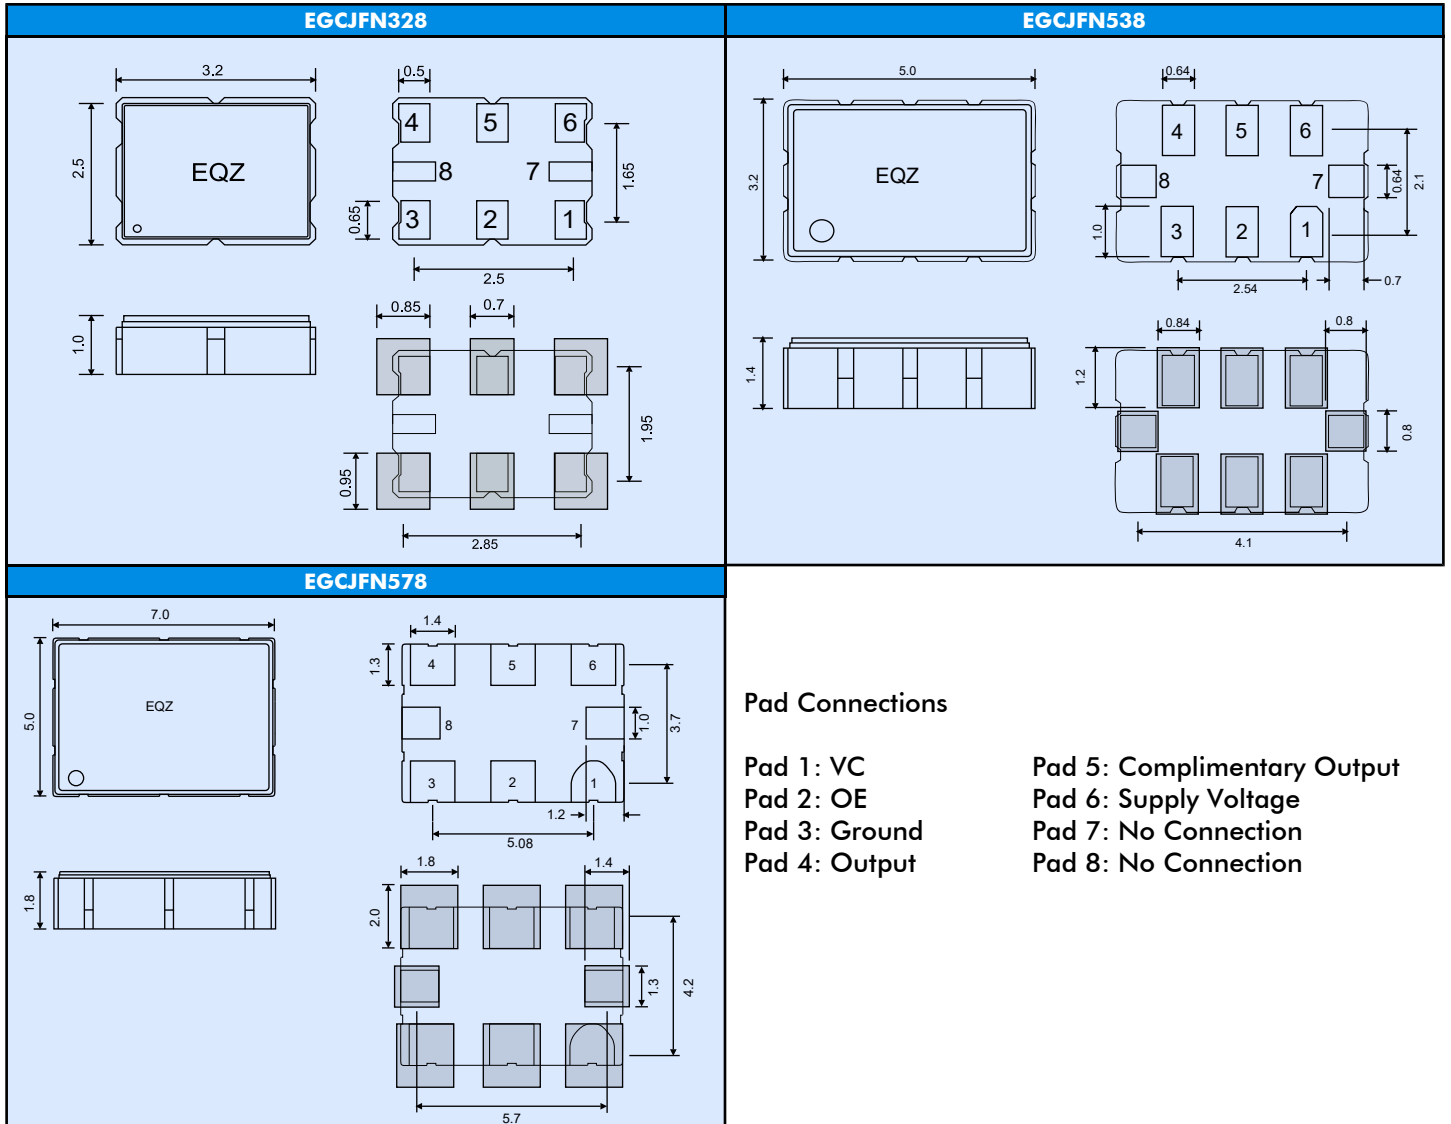 EGCJFN328
3.2
2.5
EQZ
0.5
4 5 6
8 7
3 2 1
1.65
0.65
2.5
1.0
0.85
0.7
1.95
0.95
2.85
EGCJFN538
5.0
3.2
EQZ
0.64
4 5 6
8 7
3 2 1
0.64
2.1
1.0
2.54
0.7
1.4
0.84
0.8
1.2
0.8
4.1
EGCJFN578
7.0
5.0
EQZ
1.4
1.3
4 5 6
8 7
3 2 1
1.0
3.7
1.2
5.08
1.8
1.8
1.4
2.0
1.3
4.2
5.7
Pad Connections
Pad 1: VC
Pad 2: OE
Pad 3: Ground
Pad 4: Output
Pad 5: Complimentary Output
Pad 6: Supply Voltage
Pad 7: No Connection
Pad 8: No Connection